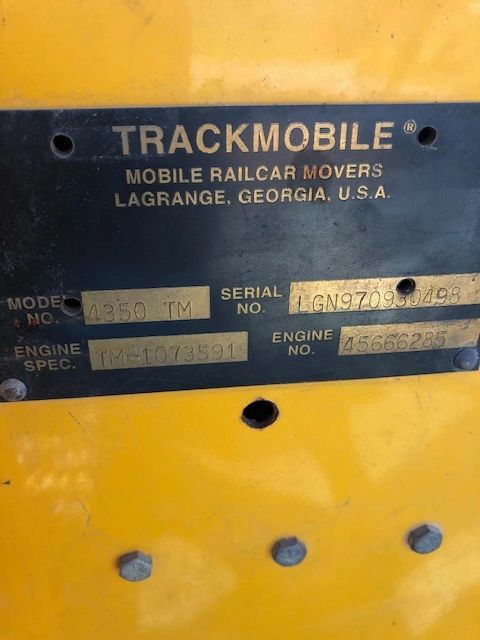 TRACKMOBILE®
MOBILE RAILCAR MOVERS
LAGRANGE, GEORGIA, U.S.A.
MODEL NO. 4350 TM SERIAL NO. LGN970930498
ENGINE SPEC. TM-1073591 ENGINE NO. 45666285